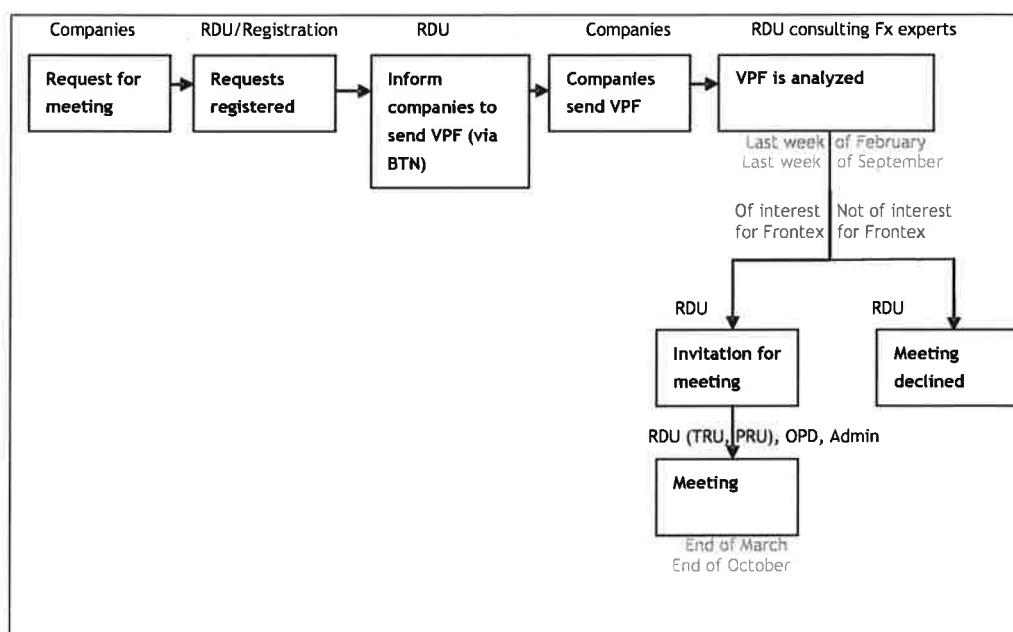 Companies
RDU/Registration
RDU
Companies
RDU consulting Fx experts
Request for
meeting
Requests
registered
Inform
companies to
send VPF (via
BTN)
Companies
send VPF
VPF is analyzed
Last week of February
Last week of September
Of interest
for Frontex
Not of interest
for Frontex
RDU
RDU
Invitation for
meeting
Meeting
declined
RDU (TRU, PRU), OPD, Admin
Meeting
End of March
End of October